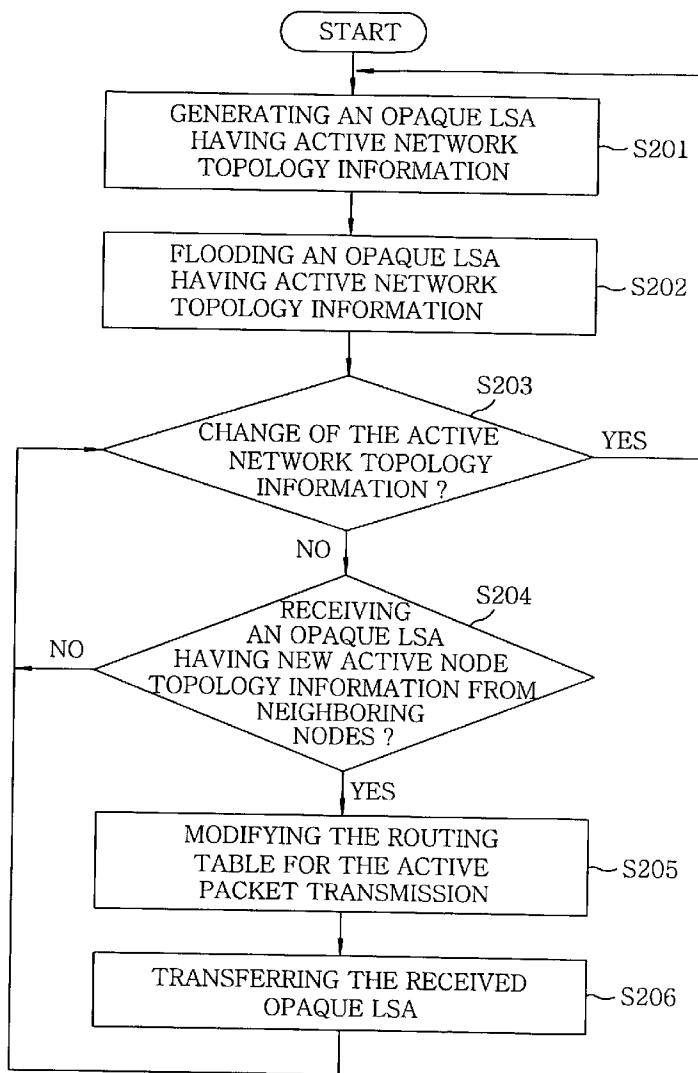 START
GENERATING AN OPAQUE LSA
HAVING ACTIVE NETWORK
TOPOLOGY INFORMATION
S201
FLOODING AN OPAQUE LSA
HAVING ACTIVE NETWORK
TOPOLOGY INFORMATION
S202
S203
CHANGE OF THE ACTIVE
NETWORK TOPOLOGY
INFORMATION ?
YES
NO
S204
RECEIVING
AN OPAQUE LSA
HAVING NEW ACTIVE NODE
TOPOLOGY INFORMATION FROM
NEIGHBORING
NODES ?
NO
YES
MODIFYING THE ROUTING
TABLE FOR THE ACTIVE
PACKET TRANSMISSION
S205
TRANSFERRING THE RECEIVED
OPAQUE LSA
S206